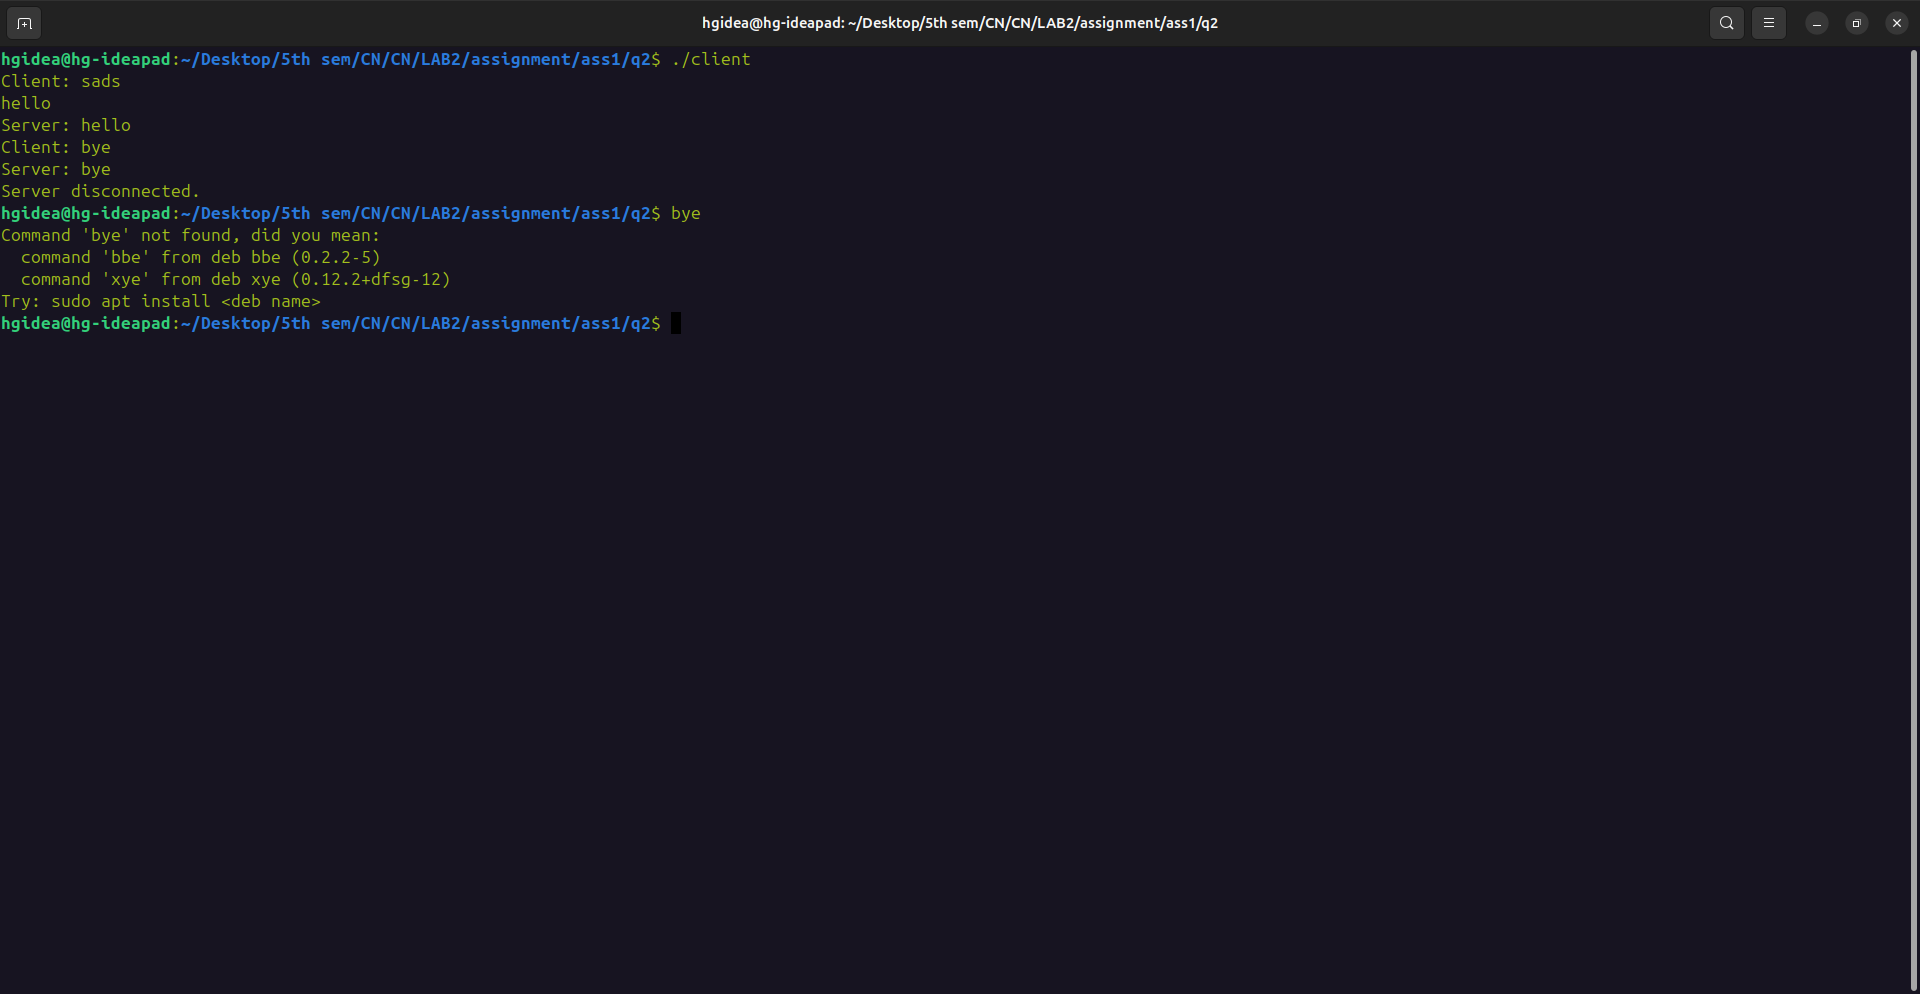 hgidea@hg-ideapad: ~/Desktop/5th sem/CN/CN/LAB2/assignment/ass1/q2
hgidea@hg-ideapad:~/Desktop/5th sem/CN/CN/LAB2/assignment/ass1/q2$ ./client
Client: sads
hello
Server: hello
Client: bye
Server: bye
Server disconnected.
hgidea@hg-ideapad:~/Desktop/5th sem/CN/CN/LAB2/assignment/ass1/q2$ bye
Command 'bye' not found, did you mean:
  command 'bbe' from deb bbe (0.2.2-5)
  command 'xye' from deb xye (0.12.2+dfsg-12)
Try: sudo apt install <deb name>
hgidea@hg-ideapad:~/Desktop/5th sem/CN/CN/LAB2/assignment/ass1/q2$